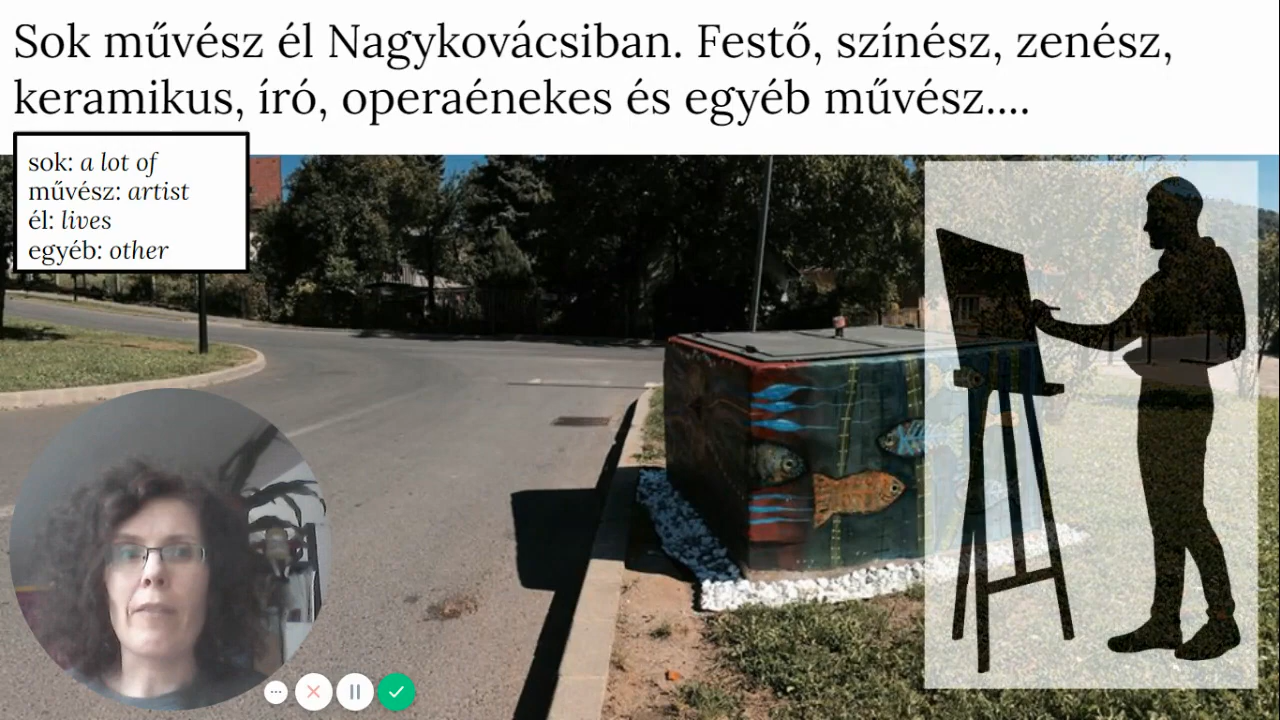 Sok művész él Nagykovácsiban. Festő, színész, zenész,
keramikus, író, operaénekes és egyéb művész....
sok: a lot of
művész: artist
él: lives
egyéb: other